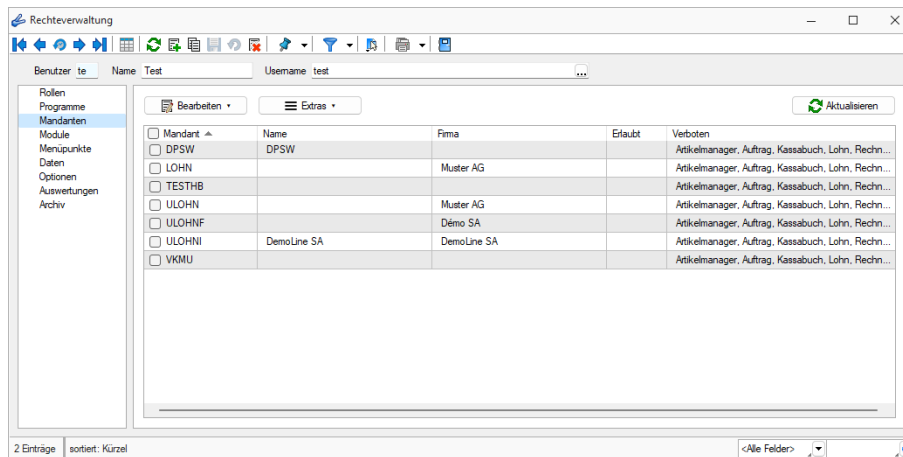 Rechteverwaltung
Benutzer te Name Test Username test ...
Rollen
Programme
Mandanten
Module
Menüpunkte
Daten
Optionen
Auswertungen
Archiv
Bearbeiten Extras Aktualisieren
Mandant Name Firma Erlaubt Verboten
DPSW DPSW Artikelmanager, Auftrag, Kassabuch, Lohn, Rechn...
LOHN Muster AG Artikelmanager, Auftrag, Kassabuch, Lohn, Rechn...
TESTHB Artikelmanager, Auftrag, Kassabuch, Lohn, Rechn...
ULOHN Muster AG Artikelmanager, Auftrag, Kassabuch, Lohn, Rechn...
ULOHNF Démo SA Artikelmanager, Auftrag, Kassabuch, Lohn, Rechn...
ULOHNI DemoLine SA DemoLine SA Artikelmanager, Auftrag, Kassabuch, Lohn, Rechn...
VKMU Artikelmanager, Auftrag, Kassabuch, Lohn, Rechn...
2 Einträge sortiert: Kürzel <Alle Felder>